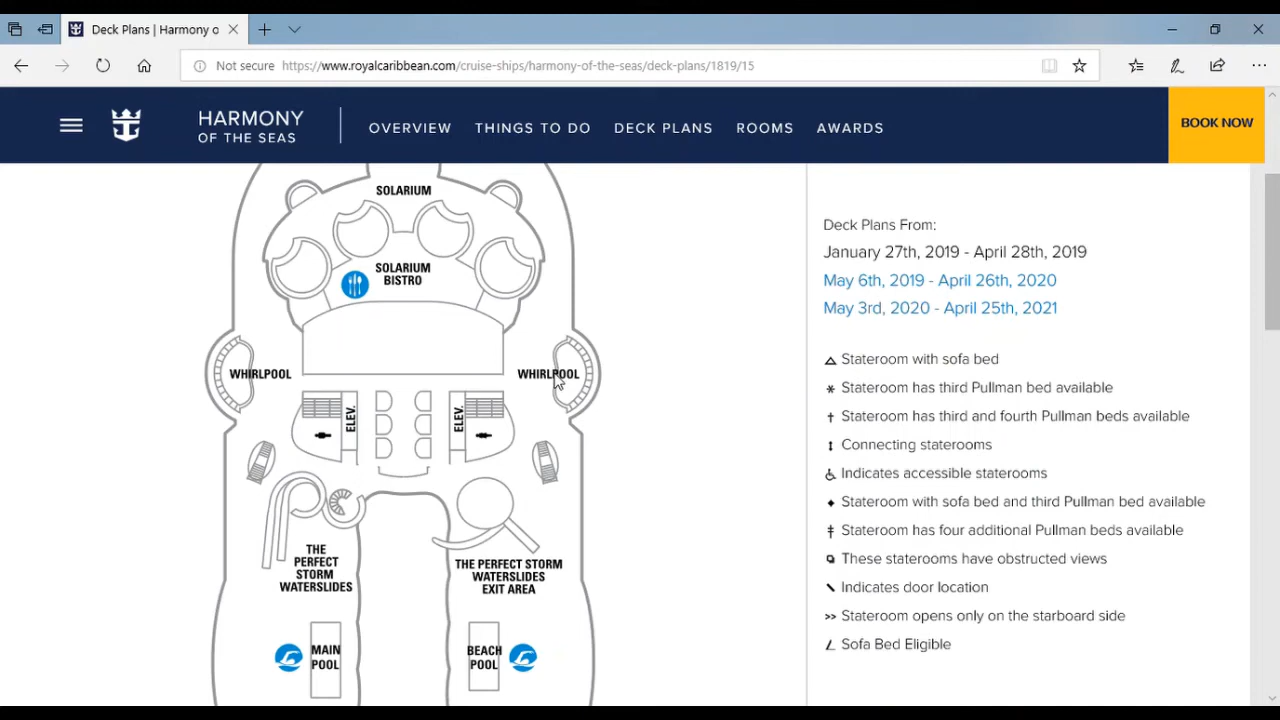 Deck Plans | Harmony o
Not secure https://www.royalcaribbean.com/cruise-ships/harmony-of-the-seas/deck-plans/1819/15
HARMONY
OF THE SEAS
OVERVIEW THINGS TO DO DECK PLANS ROOMS AWARDS
BOOK NOW
SOLARIUM
SOLARIUM
BISTRO
WHIRLPOOL
WHIRLPOOL
ELEV.
ELEV.
THE
PERFECT
STORM
WATERSLIDES
THE PERFECT STORM
WATERSLIDES
EXIT AREA
MAIN
POOL
BEACH
POOL
Deck Plans From:
January 27th, 2019 - April 28th, 2019
May 6th, 2019 - April 26th, 2020
May 3rd, 2020 - April 25th, 2021
Stateroom with sofa bed
Stateroom has third Pullman bed available
Stateroom has third and fourth Pullman beds available
Connecting staterooms
Indicates accessible staterooms
Stateroom with sofa bed and third Pullman bed available
Stateroom has four additional Pullman beds available
These staterooms have obstructed views
Indicates door location
>> Stateroom opens only on the starboard side
Sofa Bed Eligible